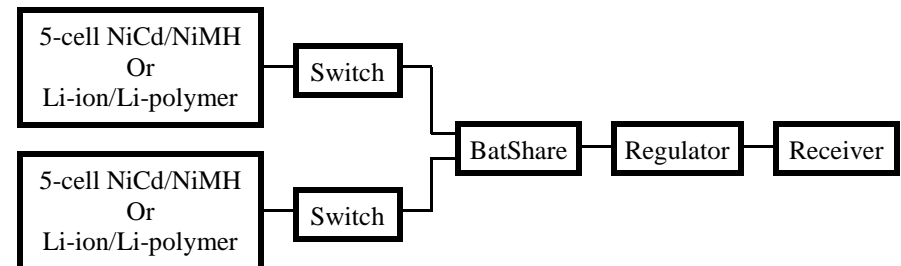 5-cell NiCd/NiMH
Or
Li-ion/Li-polymer
Switch
BatShare
Regulator
Receiver
5-cell NiCd/NiMH
Or
Li-ion/Li-polymer
Switch